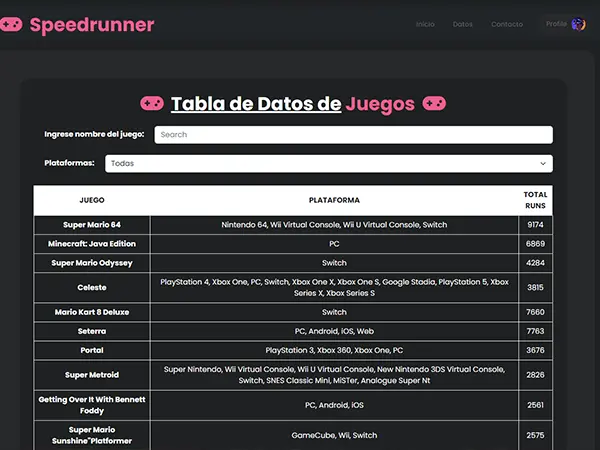 Speedrunner
Inicio Datos Contacto Profile
Tabla de Datos de Juegos
Ingrese nombre del juego: Search
Plataformas: Todas
JUEGO PLATAFORMA TOTAL RUNS
Super Mario 64 Nintendo 64, Wii Virtual Console, Wii U Virtual Console, Switch 9174
Minecraft: Java Edition PC 6869
Super Mario Odyssey Switch 4284
Celeste PlayStation 4, Xbox One, PC, Switch, Xbox One X, Xbox One S, Google Stadia, PlayStation 5, Xbox Series X, Xbox Series S 3815
Mario Kart 8 Deluxe Switch 7660
Seterra PC, Android, iOS, Web 7763
Portal PlayStation 3, Xbox 360, Xbox One, PC 3676
Super Metroid Super Nintendo, Wii Virtual Console, Wii U Virtual Console, New Nintendo 3DS Virtual Console, Switch, SNES Classic Mini, MiSTer, Analogue Super Nt 2826
Getting Over It With Bennett Foddy PC, Android, iOS 2561
Super Mario Sunshine"Platformer GameCube, Wii, Switch 2575